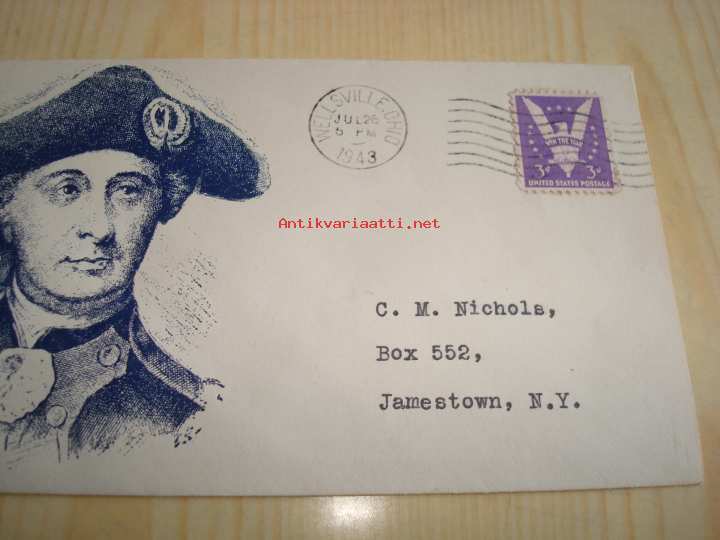 WELLSVILLE, OHIO
JUL 26
5 PM
1943
WIN THE WAR
3¢ 3¢
UNITED STATES POSTAGE
Antikvariaatti.net
C. M. Nichols,
Box 552,
Jamestown, N.Y.